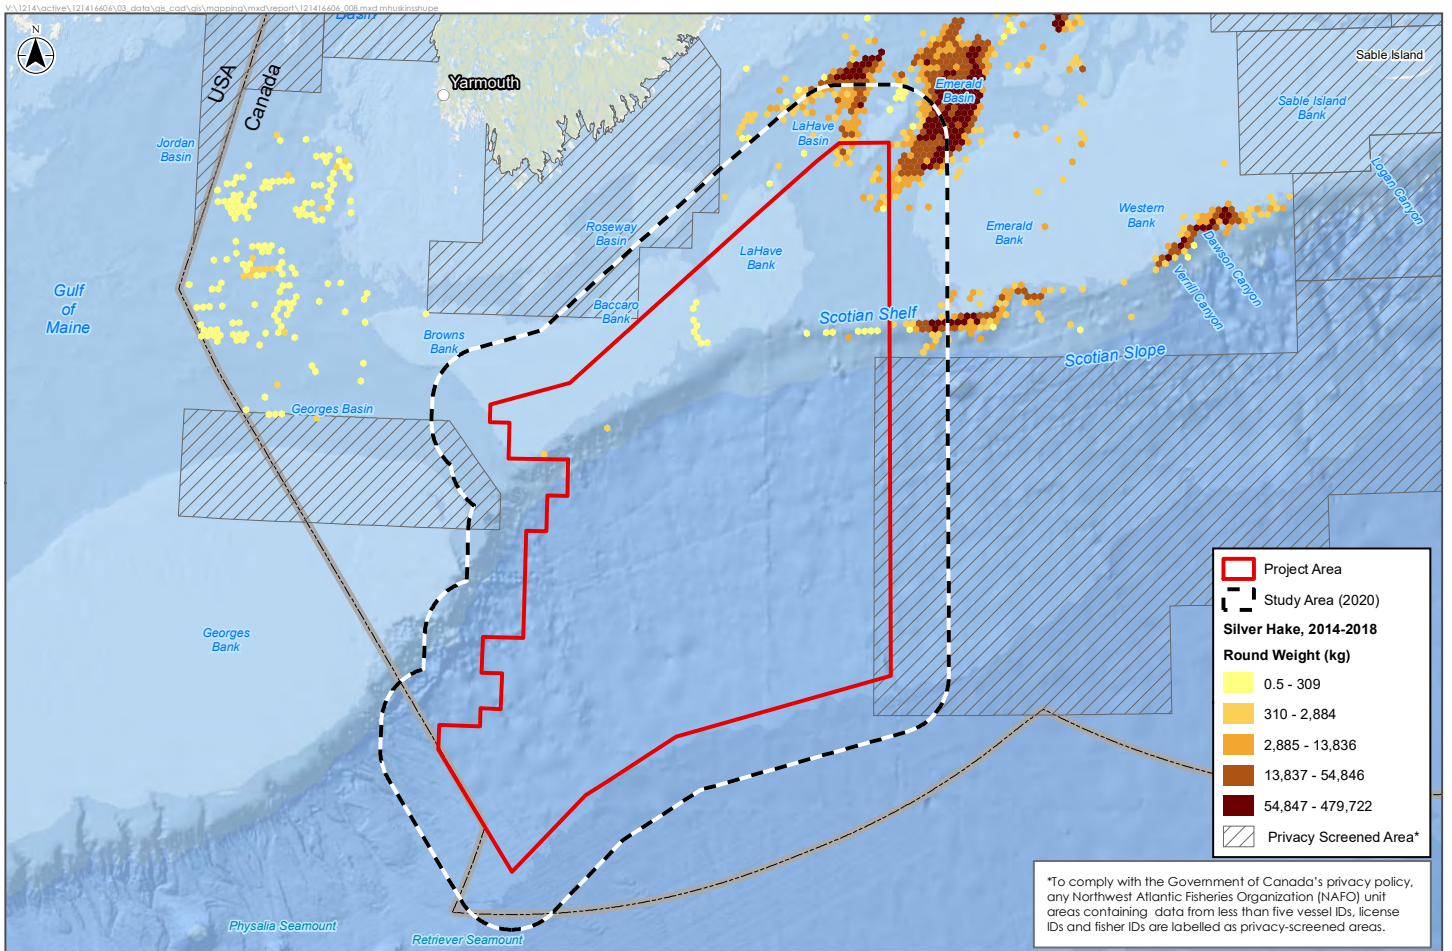 V:\1214\active\121416606\03_data\gis_cad\gis\mapping\mxd\report\121416606_008.mxd mhuskinsshupe
Basin
N
USA
Canada
Yarmouth
Sable Island
Emerald
Basin
Sable Island
Bank
LaHave
Basin
Jordan
Basin
Logan Canyon
Western
Bank
Roseway
Basin
Emerald
Bank
LaHave
Bank
Dawson Canyon
Verrill Canyon
Gulf
of
Maine
Baccaro
Bank
Scotian Shelf
Browns
Bank
Scotian Slope
Georges Basin
Georges
Bank
Physalia Seamount
Retriever Seamount
Project Area
Study Area (2020)
Silver Hake, 2014-2018
Round Weight (kg)
0.5 - 309
310 - 2,884
2,885 - 13,836
13,837 - 54,846
54,847 - 479,722
Privacy Screened Area*
*To comply with the Government of Canada's privacy policy,
any Northwest Atlantic Fisheries Organization (NAFO) unit
areas containing data from less than five vessel IDs, license
IDs and fisher IDs are labelled as privacy-screened areas.